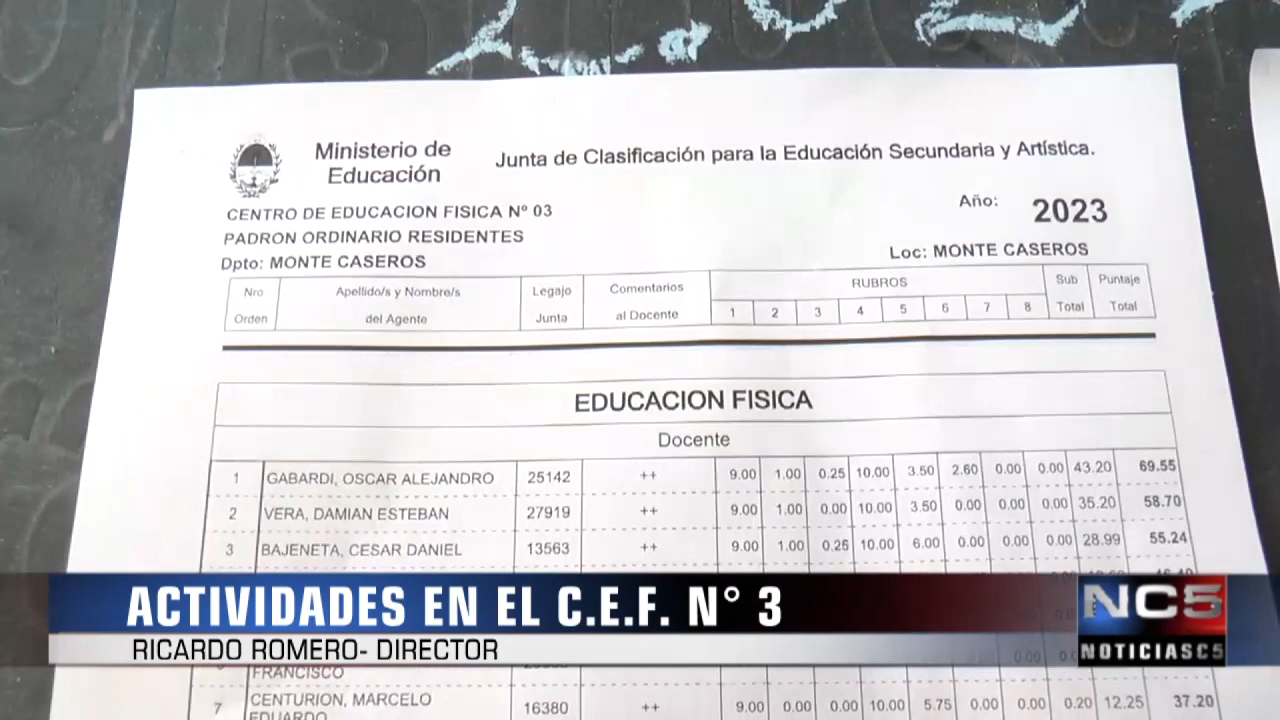 Ministerio de
Educación
Junta de Clasificación para la Educación Secundaria y Artística.
CENTRO DE EDUCACION FISICA Nº 03
Año: 2023
PADRON ORDINARIO RESIDENTES
Dpto: MONTE CASEROS
Loc: MONTE CASEROS
Nro Orden
Apellido/s y Nombre/s del Agente
Legajo Junta
Comentarios al Docente
RUBROS
1 2 3 4 5 6 7 8
Sub Total
Puntaje Total
EDUCACION FISICA
Docente
1 GABARDI, OSCAR ALEJANDRO 25142 ++ 9.00 1.00 0.25 10.00 3.50 2.60 0.00 0.00 43.20 69.55
2 VERA, DAMIAN ESTEBAN 27919 ++ 9.00 1.00 0.00 10.00 3.50 0.00 0.00 0.00 35.20 58.70
3 BAJENETA, CESAR DANIEL 13563 ++ 9.00 1.00 0.25 10.00 6.00 0.00 0.00 0.00 28.99 55.24
ACTIVIDADES EN EL C.E.F. N° 3
RICARDO ROMERO- DIRECTOR
NC5
NOTICIASC5
FRANCISCO
7 CENTURION, MARCELO EDUARDO 16380 ++ 9.00 0.00 0.00 10.00 5.75 0.00 0.00 0.20 12.25 37.20